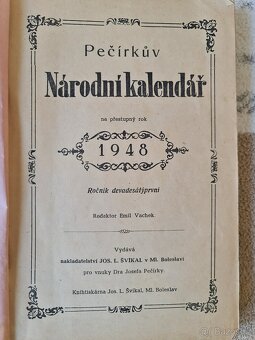 Pečírkův
Národní kalendář
na přestupný rok
1948
Ročník devadesátýprvní
Redaktor Emil Vachek
Vydává
nakladatelství JOS. L. ŠVIKAL v Ml. Boleslavi
pro vnuky Dra Josefa Pečírky.
Knihtiskárna Jos. L. Švikal, Ml. Boleslav